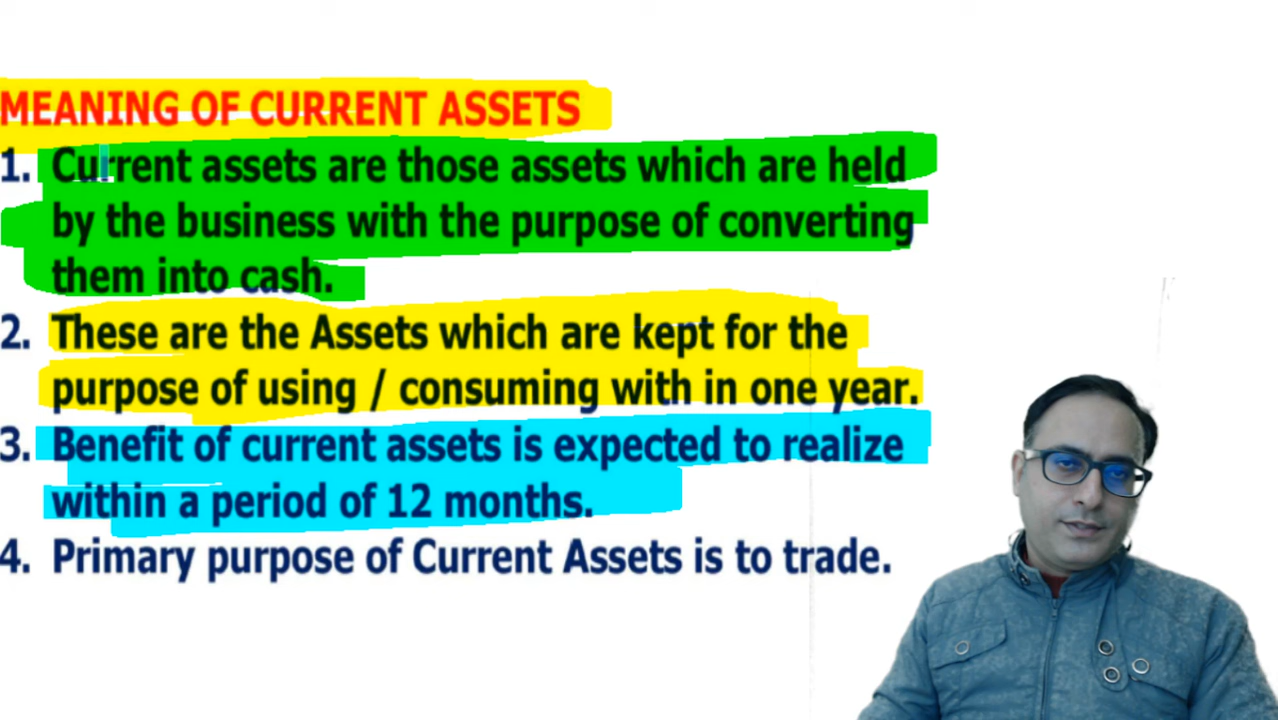 MEANING OF CURRENT ASSETS
1. Current assets are those assets which are held
by the business with the purpose of converting
them into cash.
2. These are the Assets which are kept for the
purpose of using / consuming with in one year.
3. Benefit of current assets is expected to realize
within a period of 12 months.
4. Primary purpose of Current Assets is to trade.